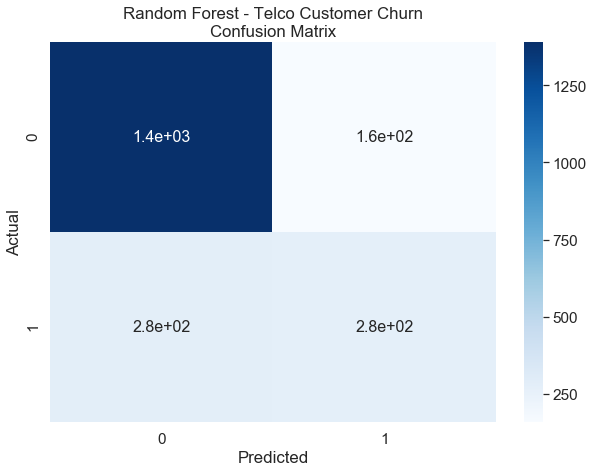 Random Forest - Telco Customer Churn
Confusion Matrix
Actual
0
1.4e+03
1.6e+02
1
2.8e+02
2.8e+02
0
1
Predicted
1250
1000
750
500
250